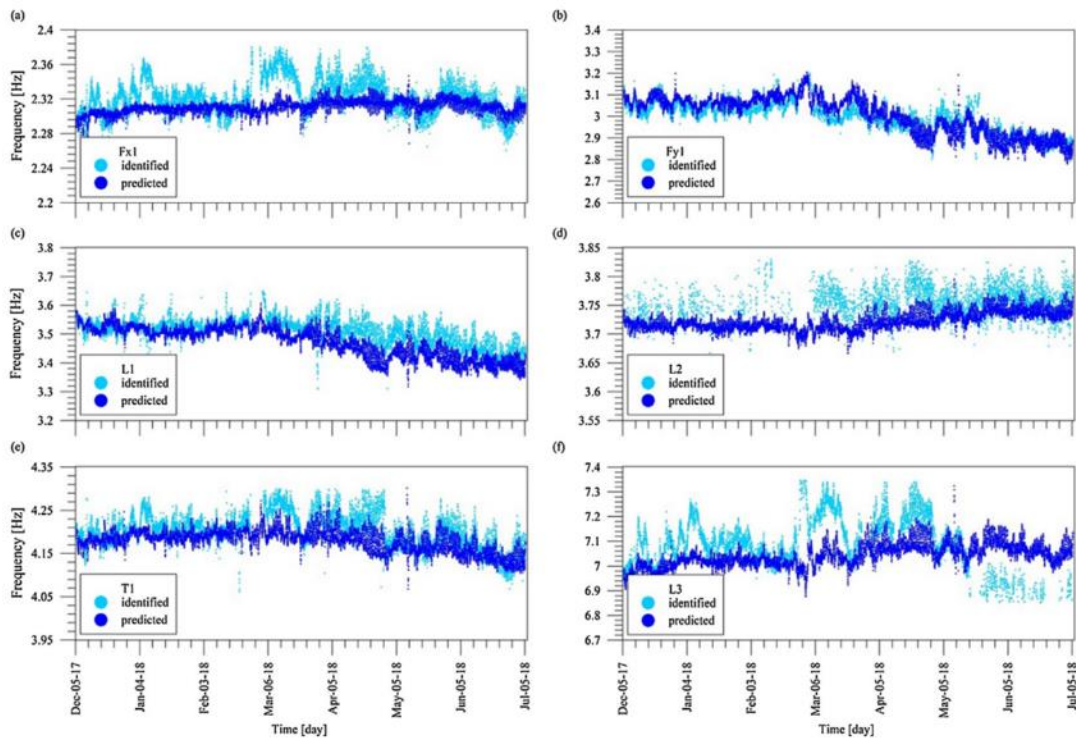 (a)
Frequency [Hz]
2.4
2.36
2.32
2.28
2.24
2.2
Fx1
identified
predicted
(b)
3.4
3.3
3.2
3.1
3
2.9
2.8
2.7
2.6
Fy1
identified
predicted
(c)
Frequency [Hz]
3.8
3.7
3.6
3.5
3.4
3.3
3.2
L1
identified
predicted
(d)
3.85
3.75
3.7
3.65
3.55
L2
identified
predicted
(e)
Frequency [Hz]
4.35
4.25
4.15
4.05
3.95
T1
identified
predicted
Dec-05-17
Jan-04-18
Feb-03-18
Mar-06-18
Apr-05-18
May-05-18
Jun-05-18
Jul-05-18
Time [day]
(f)
7.4
7.3
7.2
7.1
7
6.9
6.8
6.7
L3
identified
predicted
Dec-05-17
Jan-04-18
Feb-03-18
Mar-06-18
Apr-05-18
May-05-18
Jun-05-18
Jul-05-18
Time [day]